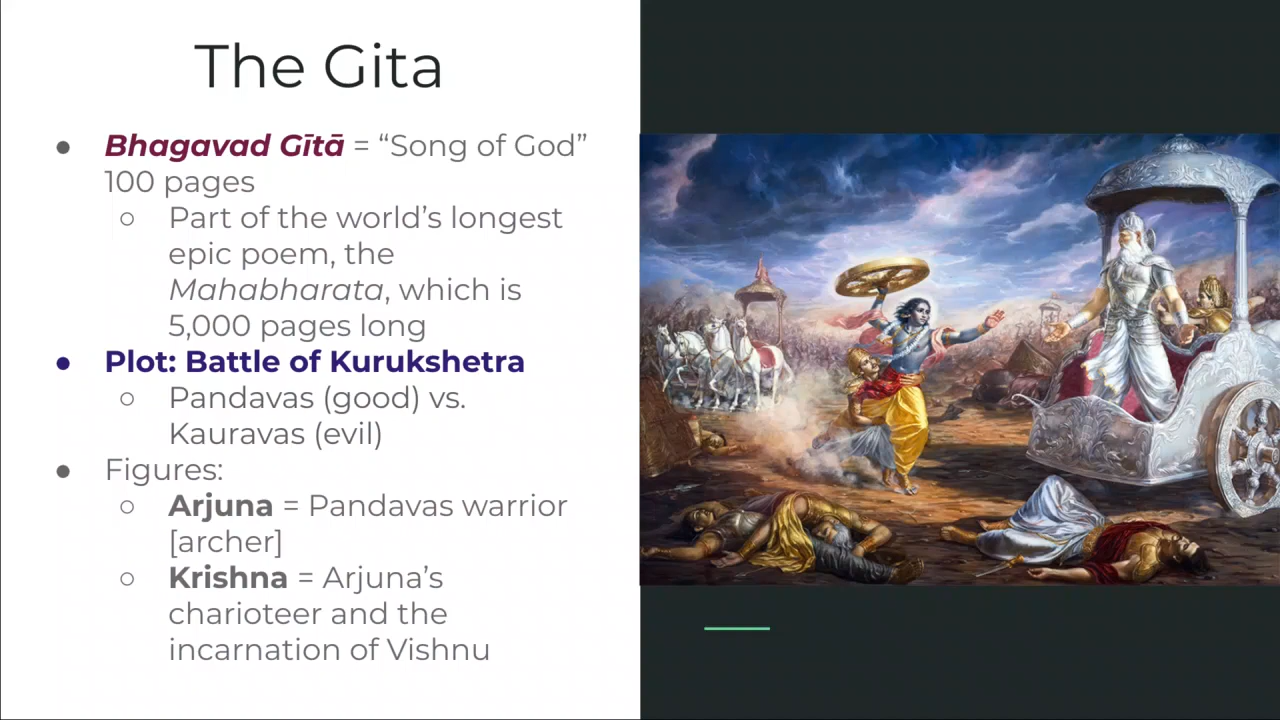 The Gita
● Bhagavad Gītā = “Song of God”
100 pages
○ Part of the world’s longest
epic poem, the
Mahabharata, which is
5,000 pages long
● Plot: Battle of Kurukshetra
○ Pandavas (good) vs.
Kauravas (evil)
● Figures:
○ Arjuna = Pandavas warrior
[archer]
○ Krishna = Arjuna’s
charioteer and the
incarnation of Vishnu